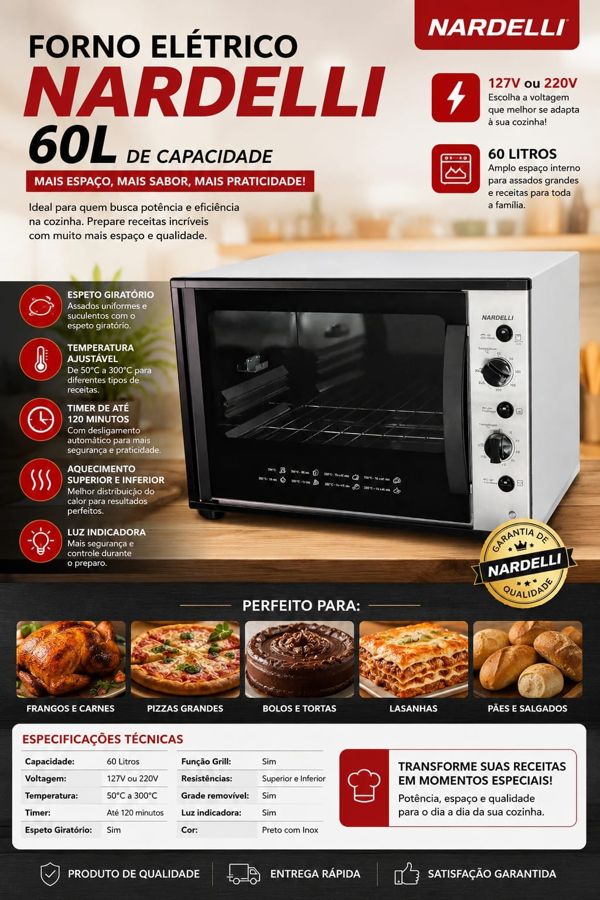 NARDELLI
FORNO ELÉTRICO
NARDELLI
60L DE CAPACIDADE
MAIS ESPAÇO, MAIS SABOR, MAIS PRATICIDADE!
Ideal para quem busca potência e eficiência
na cozinha. Prepare receitas incríveis
com muito mais espaço e qualidade.
127V ou 220V
Escolha a voltagem
que melhor se adapta
à sua cozinha!
60 LITROS
Amplo espaço interno
para assados grandes
e receitas para toda
a família.
ESPETO GIRATÓRIO
Assados uniformes e
suculentos com o
espeto giratório.
TEMPERATURA
AJUSTÁVEL
De 50°C a 300°C para
diferentes tipos de
receitas.
TIMER DE ATÉ
120 MINUTOS
Com desligamento
automático para mais
segurança e praticidade.
AQUECIMENTO
SUPERIOR E INFERIOR
Melhor distribuição do
calor para resultados
perfeitos.
LUZ INDICADORA
Mais segurança e
controle durante
o preparo.
NARDELLI
GARANTIA DE
NARDELLI
QUALIDADE
PERFEITO PARA:
FRANGOS E CARNES
PIZZAS GRANDES
BOLOS E TORTAS
LASANHAS
PÃES E SALGADOS
ESPECIFICAÇÕES TÉCNICAS
Capacidade: 60 Litros
Voltagem: 127V ou 220V
Temperatura: 50°C a 300°C
Timer: Até 120 minutos
Espeto Giratório: Sim
Função Grill: Sim
Resistências: Superior e Inferior
Grade removível: Sim
Luz indicadora: Sim
Cor: Preto com Inox
TRANSFORME SUAS RECEITAS
EM MOMENTOS ESPECIAIS!
Potência, espaço e qualidade
para o dia a dia da sua cozinha.
PRODUTO DE QUALIDADE
ENTREGA RÁPIDA
SATISFAÇÃO GARANTIDA